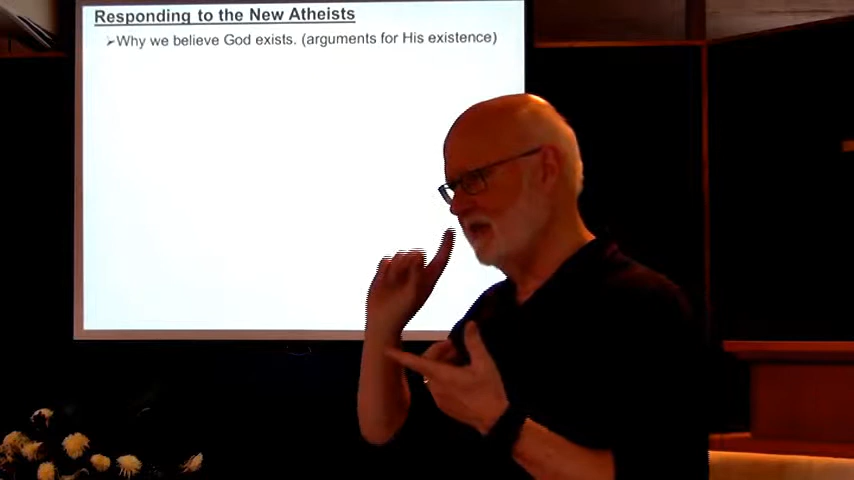 Responding to the New Atheists
➢Why we believe God exists. (arguments for His existence)